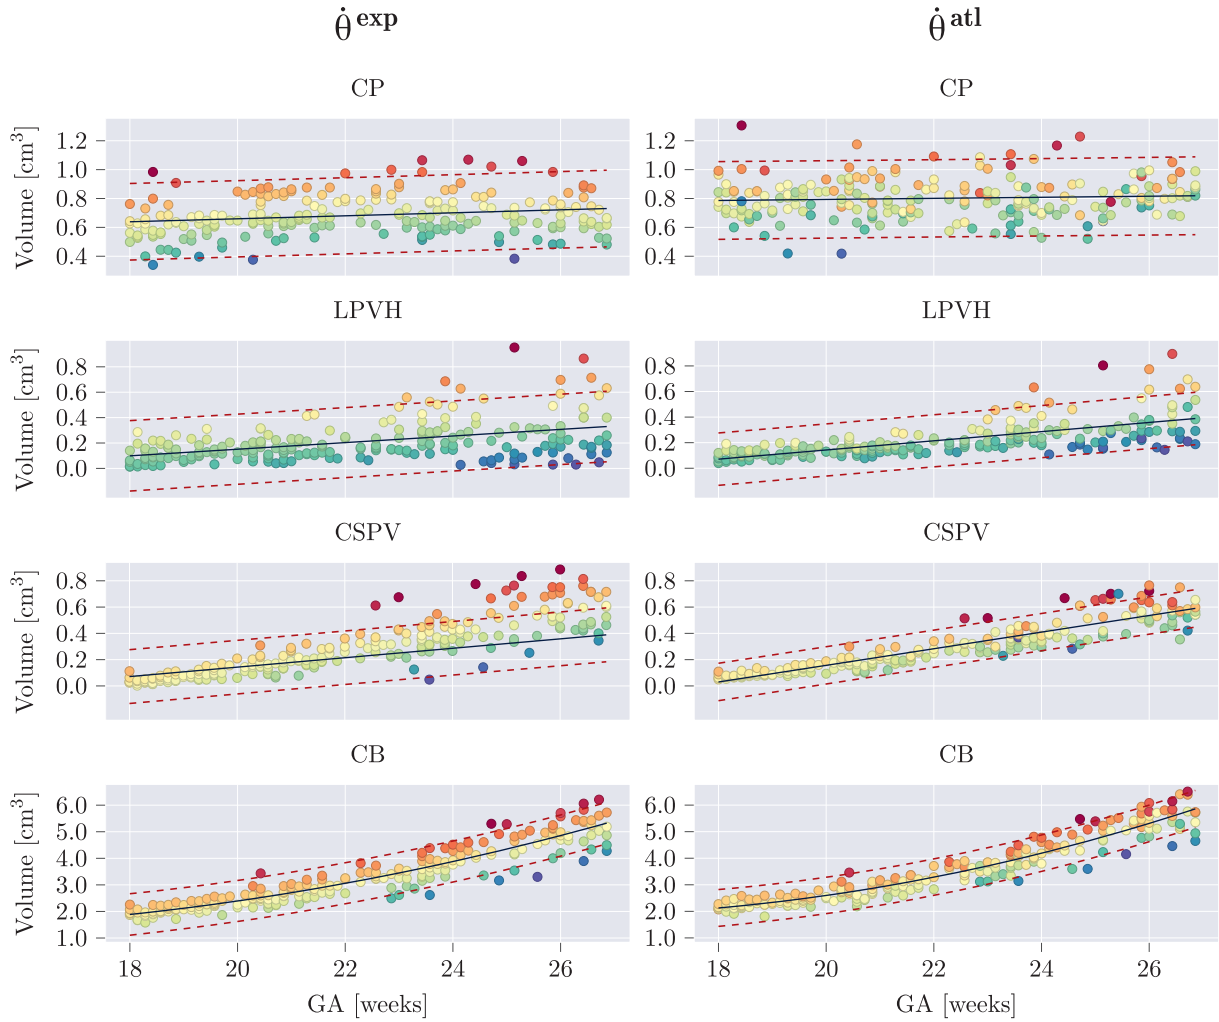 θ̇ exp θ̇ atl
CP CP
Volume [cm³]
1.2 1.2
1.0 1.0
0.8 0.8
0.6 0.6
0.4 0.4
LPVH LPVH
Volume [cm³]
0.8 0.8
0.6 0.6
0.4 0.4
0.2 0.2
0.0 0.0
CSPV CSPV
Volume [cm³]
0.8 0.8
0.6 0.6
0.4 0.4
0.2 0.2
0.0 0.0
CB CB
Volume [cm³]
6.0 6.0
5.0 5.0
4.0 4.0
3.0 3.0
2.0 2.0
1.0 1.0
18 20 22 24 26 18 20 22 24 26
GA [weeks] GA [weeks]